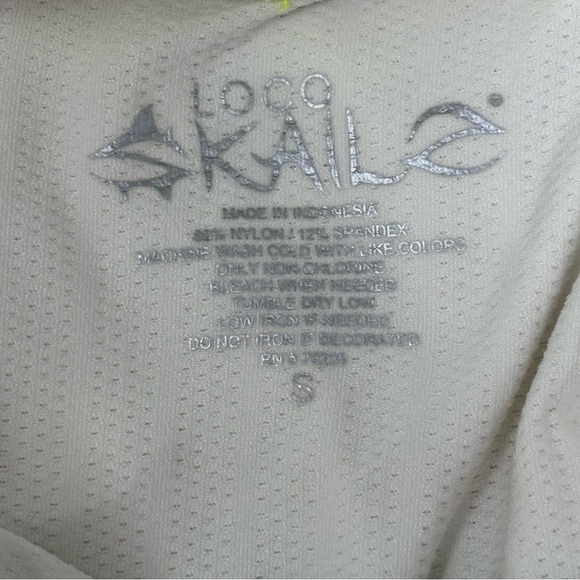 LOCO
SKAILZ
MADE IN INDONESIA
88% NYLON / 12% SPANDEX
MACHINE WASH COLD WITH LIKE COLORS
ONLY NON-CHLORINE
BLEACH WHEN NEEDED
TUMBLE DRY LOW
LOW IRON IF NEEDED
DO NOT IRON IF DECORATED
RN #
S